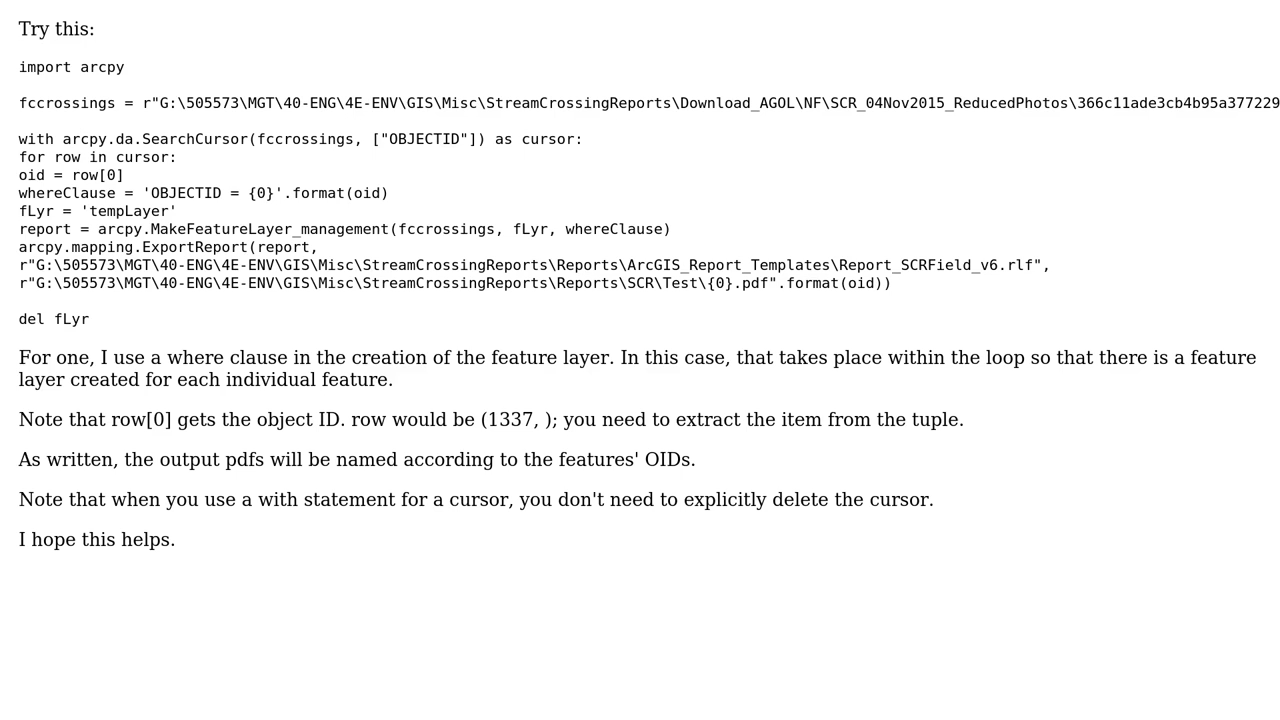 Try this:
import arcpy
fccrossings = r"G:\505573\MGT\40-ENG\4E-ENV\GIS\Misc\StreamCrossingReports\Download_AGOL\NF\SCR_04Nov2015_ReducedPhotos\366c11ade3cb4b95a377229
with arcpy.da.SearchCursor(fccrossings, ["OBJECTID"]) as cursor:
for row in cursor:
oid = row[0]
whereClause = 'OBJECTID = {0}'.format(oid)
fLyr = 'tempLayer'
report = arcpy.MakeFeatureLayer_management(fccrossings, fLyr, whereClause)
arcpy.mapping.ExportReport(report,
r"G:\505573\MGT\40-ENG\4E-ENV\GIS\Misc\StreamCrossingReports\Reports\ArcGIS_Report_Templates\Report_SCRField_v6.rlf",
r"G:\505573\MGT\40-ENG\4E-ENV\GIS\Misc\StreamCrossingReports\Reports\SCR\Test\{0}.pdf".format(oid))
del fLyr
For one, I use a where clause in the creation of the feature layer. In this case, that takes place within the loop so that there is a feature
layer created for each individual feature.
Note that row[0] gets the object ID. row would be (1337, ); you need to extract the item from the tuple.
As written, the output pdfs will be named according to the features' OIDs.
Note that when you use a with statement for a cursor, you don't need to explicitly delete the cursor.
I hope this helps.